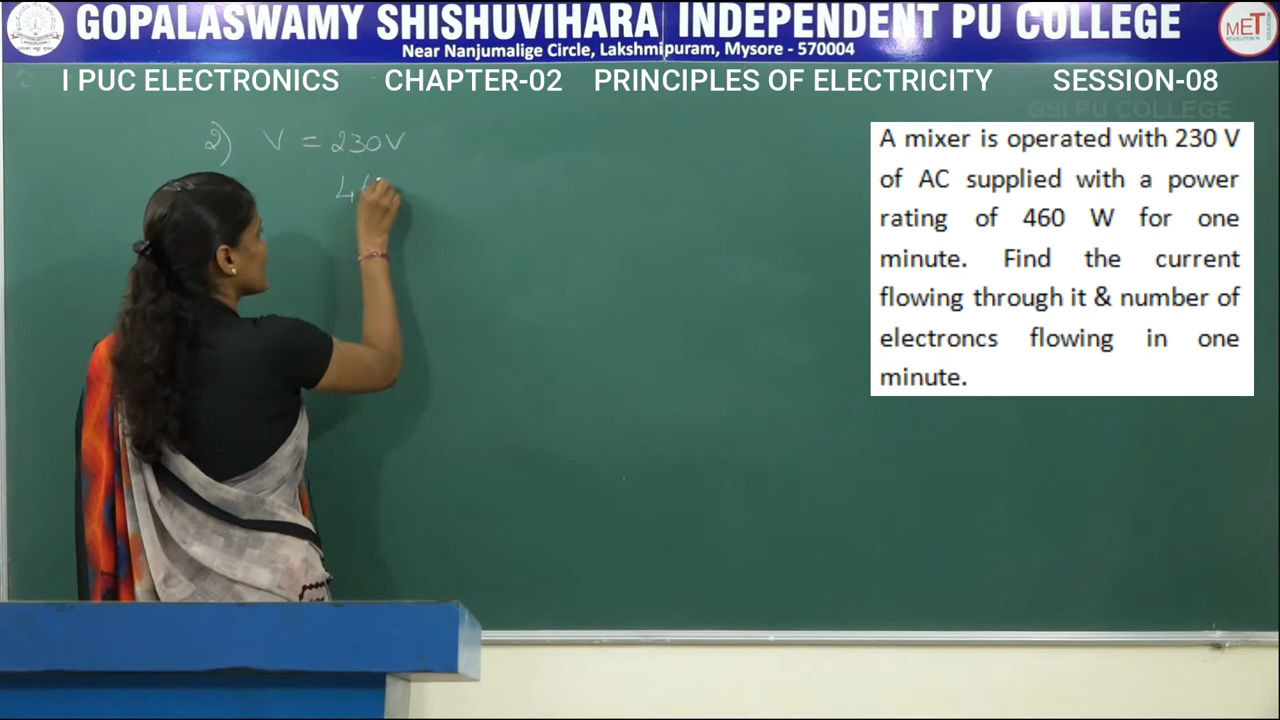 GOPALASWAMY SHISHUVIHARA INDEPENDENT PU COLLEGE
Near Nanjumalige Circle, Lakshmipuram, Mysore - 570004
MET
I PUC ELECTRONICS CHAPTER-02 PRINCIPLES OF ELECTRICITY SESSION-08
GSI PU COLLEGE
2) V = 230V
A mixer is operated with 230 V
of AC supplied with a power
rating of 460 W for one
minute. Find the current
flowing through it & number of
electroncs flowing in one
minute.